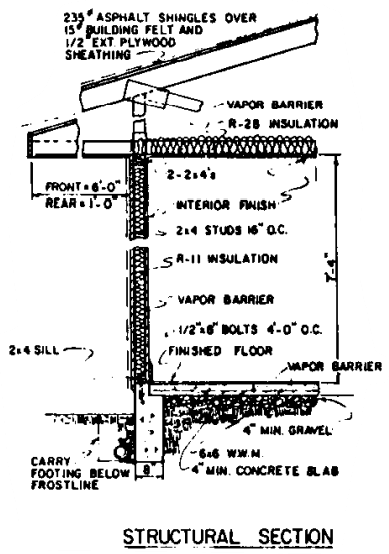 235# ASPHALT SHINGLES OVER
15# BUILDING FELT AND
1/2" EXT. PLYWOOD
SHEATHING
VAPOR BARRIER
R-28 INSULATION
2-2x4's
FRONT = 6'-0"
REAR = 1'-0"
INTERIOR FINISH
2x4 STUDS 16" O.C.
7'-4"
R-11 INSULATION
VAPOR BARRIER
1/2"x8" BOLTS 4'-0" O.C.
2x4 SILL
FINISHED FLOOR
VAPOR BARRIER
4" MIN. GRAVEL
6x6 W.W.M.
CARRY
FOOTING BELOW
FROSTLINE
8"
4" MIN. CONCRETE SLAB
STRUCTURAL SECTION